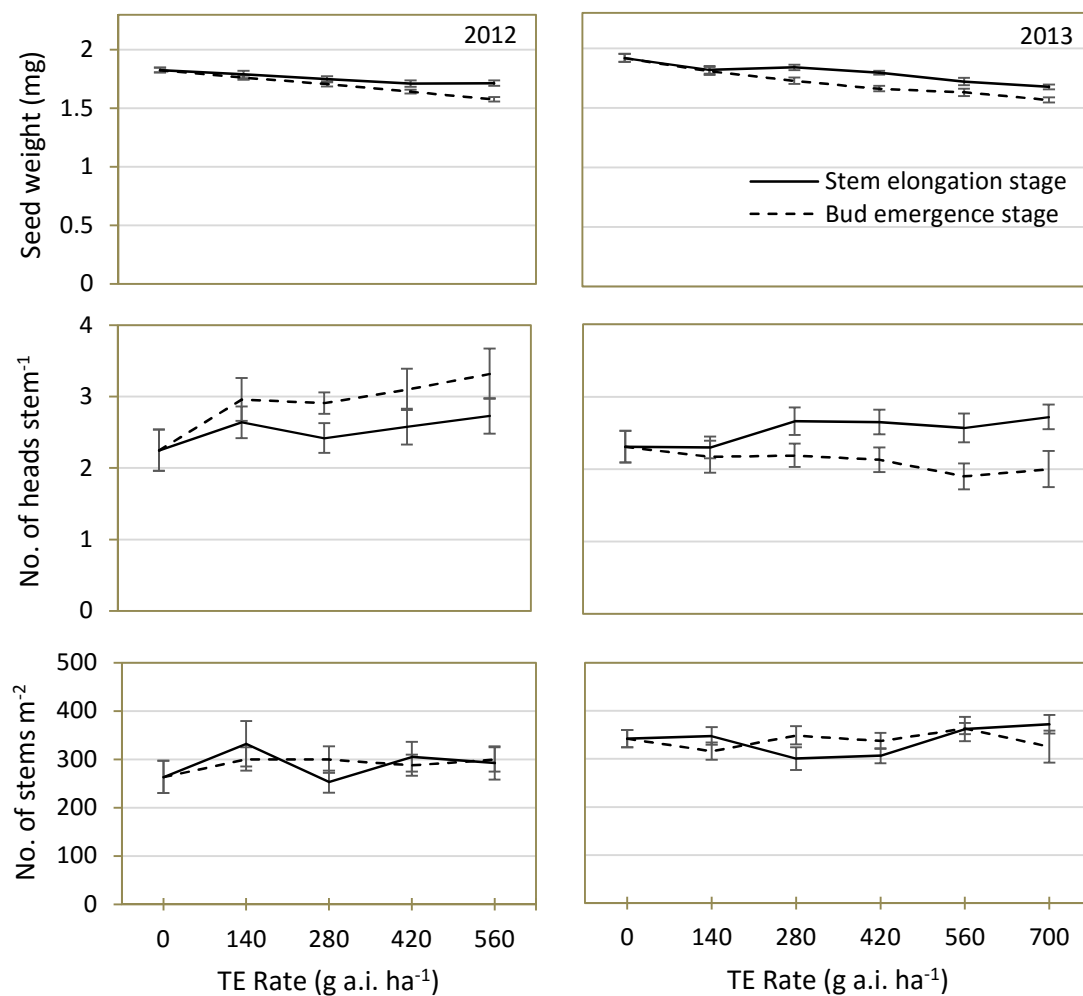 2012
2013
Seed weight (mg)
2
1.5
1
0.5
0
Stem elongation stage
Bud emergence stage
No. of heads stem⁻¹
4
3
2
1
0
No. of stems m⁻²
500
400
300
200
100
0
0 140 280 420 560
0 140 280 420 560 700
TE Rate (g a.i. ha⁻¹)
TE Rate (g a.i. ha⁻¹)